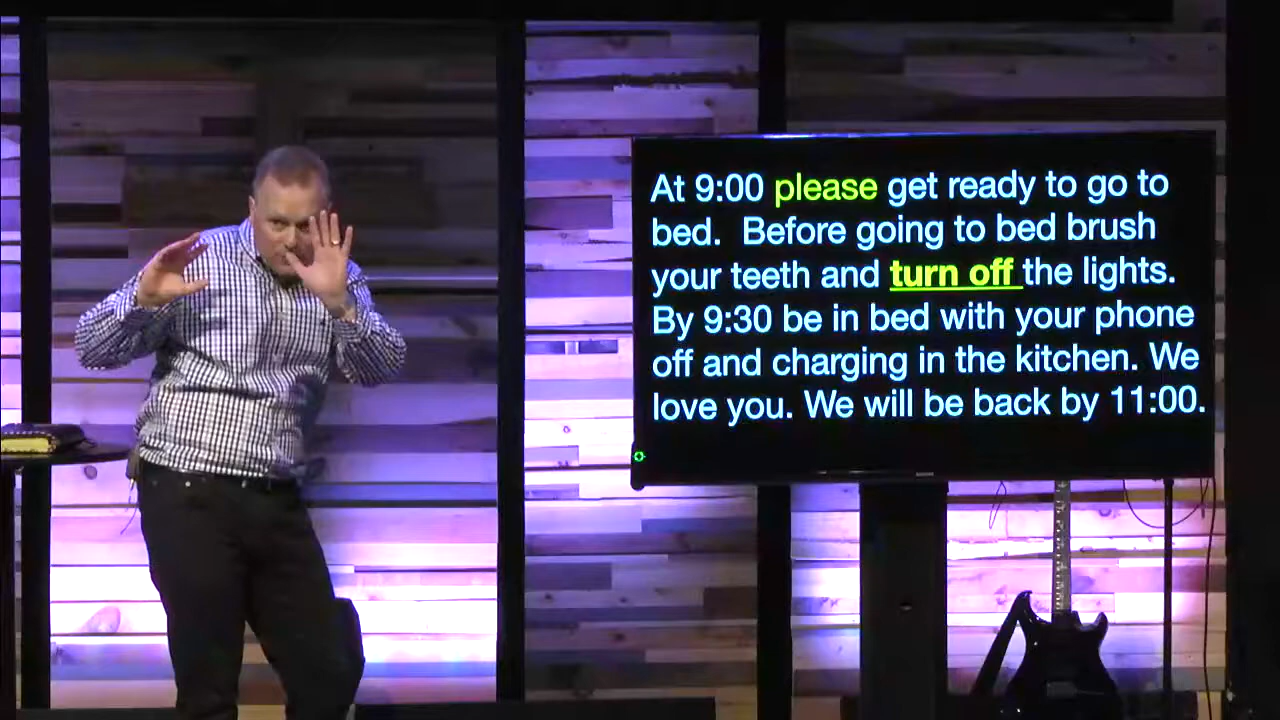 At 9:00 please get ready to go to
bed.  Before going to bed brush
your teeth and turn off the lights.
By 9:30 be in bed with your phone
off and charging in the kitchen. We
love you. We will be back by 11:00.